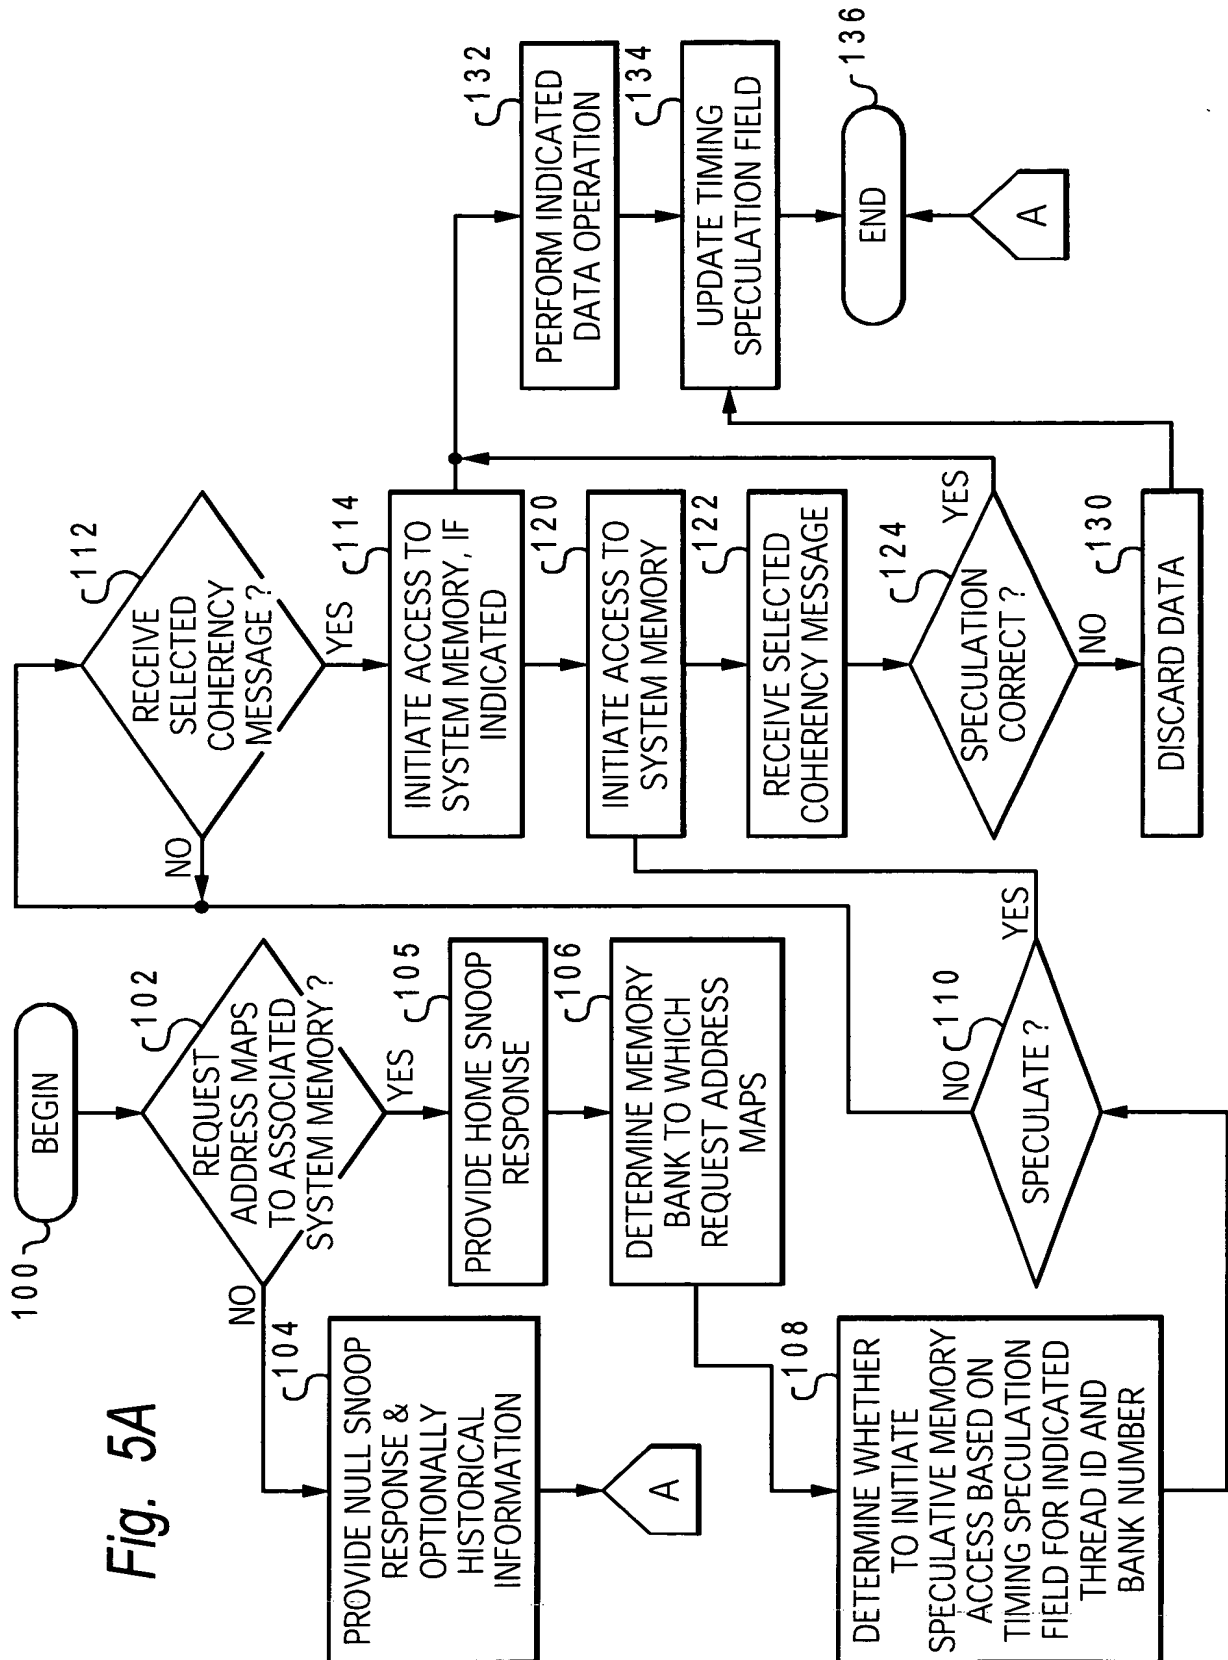 Fig. 5A
100
BEGIN
102
REQUEST
ADDRESS MAPS
TO ASSOCIATED
SYSTEM MEMORY ?
NO
YES
104
PROVIDE NULL SNOOP
RESPONSE &
OPTIONALLY
HISTORICAL
INFORMATION
A
105
PROVIDE HOME SNOOP
RESPONSE
106
DETERMINE MEMORY
BANK TO WHICH
REQUEST ADDRESS
MAPS
108
DETERMINE WHETHER
TO INITIATE
SPECULATIVE MEMORY
ACCESS BASED ON
TIMING SPECULATION
FIELD FOR INDICATED
THREAD ID AND
BANK NUMBER
110
SPECULATE ?
NO
YES
112
RECEIVE
SELECTED
COHERENCY
MESSAGE ?
NO
YES
114
INITIATE ACCESS TO
SYSTEM MEMORY, IF
INDICATED
120
INITIATE ACCESS TO
SYSTEM MEMORY
122
RECEIVE SELECTED
COHERENCY MESSAGE
124
SPECULATION
CORRECT ?
YES
NO
130
DISCARD DATA
132
PERFORM INDICATED
DATA OPERATION
134
UPDATE TIMING
SPECULATION FIELD
136
END
A